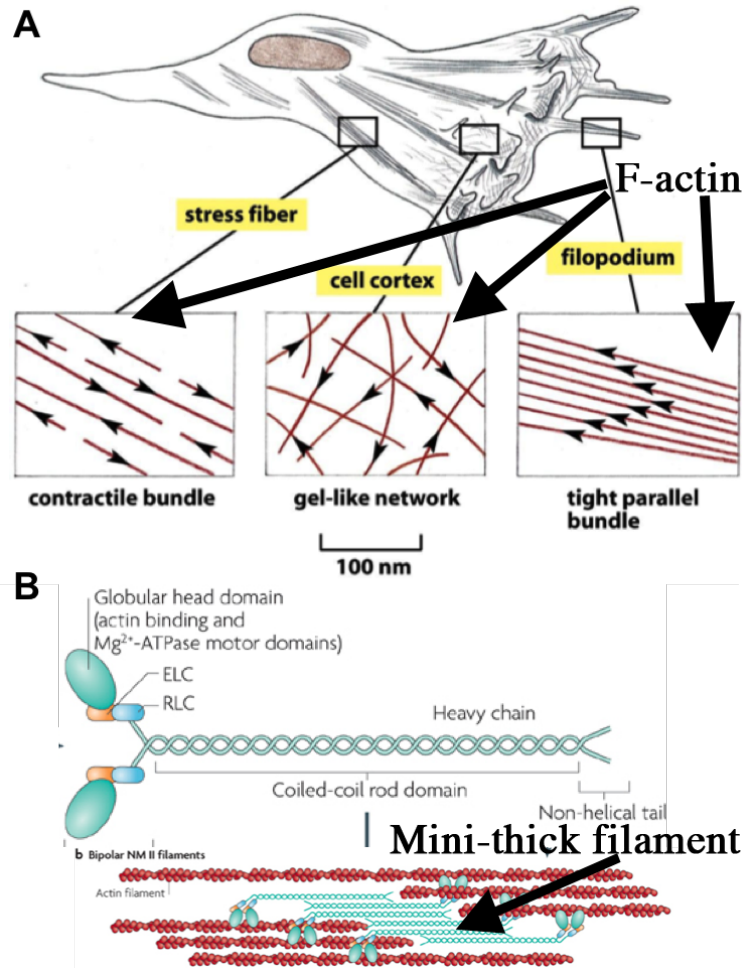 A
F-actin
stress fiber
filopodium
cell cortex
contractile bundle
gel-like network
tight parallel
bundle
100 nm
B
Globular head domain
(actin binding and
Mg²⁺-ATPase motor domains)
ELC
RLC
Heavy chain
Coiled-coil rod domain
Non-helical tail
Mini-thick filament
b Bipolar NM II filaments
Actin filament